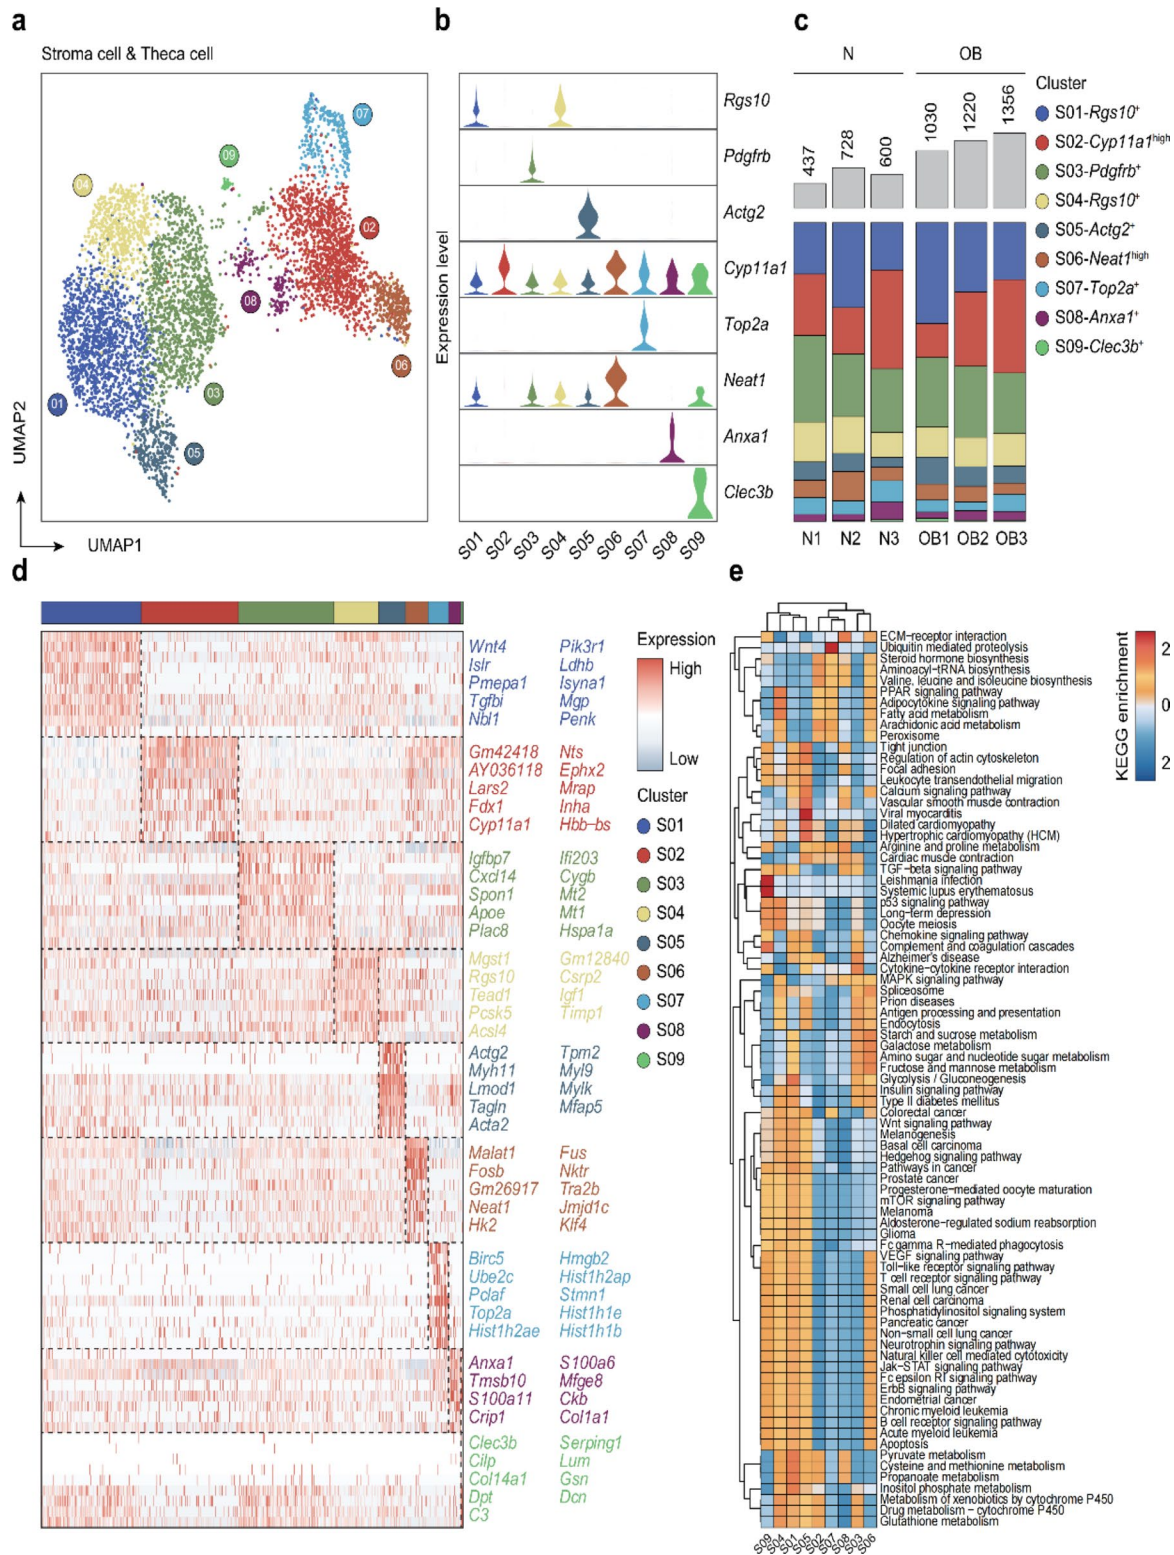 a
Stroma cell & Theca cell
01
02
03
04
05
06
07
08
09
UMAP2
UMAP1
b
Expression level
Rgs10
Pdgfrb
Actg2
Cyp11a1
Top2a
Neat1
Anxa1
Clec3b
S01 S02 S03 S04 S05 S06 S07 S08 S09
c
N OB
437 728 600 1030 1220 1356
N1 N2 N3 OB1 OB2 OB3
Cluster
S01-Rgs10+
S02-Cyp11a1high
S03-Pdgfrb+
S04-Rgs10+
S05-Actg2+
S06-Neat1high
S07-Top2a+
S08-Anxa1+
S09-Clec3b+
d
Wnt4 Pik3r1
Islr Ldhb
Pmepa1 Isyna1
Tgfbi Mgp
Nbl1 Penk
Gm42418 Nts
AY036118 Ephx2
Lars2 Mrap
Fdx1 Inha
Cyp11a1 Hbb-bs
Igfbp7 Ifi203
Cxcl14 Cygb
Spon1 Mt2
Apoe Mt1
Plac8 Hspa1a
Mgst1 Gm12840
Rgs10 Csrp2
Tead1 Igf1
Pcsk5 Timp1
Acsl4
Actg2 Tpm2
Myh11 Myl9
Lmod1 Mylk
Tagln Mfap5
Acta2
Malat1 Fus
Fosb Nktr
Gm26917 Tra2b
Neat1 Jmjd1c
Hk2 Klf4
Birc5 Hmgb2
Ube2c Hist1h2ap
Pclaf Stmn1
Top2a Hist1h1e
Hist1h2ae Hist1h1b
Anxa1 S100a6
Tmsb10 Mfge8
S100a11 Ckb
Crip1 Col1a1
Clec3b Serping1
Cilp Lum
Col14a1 Gsn
Dpt Dcn
C3
Expression
High
Low
Cluster
S01
S02
S03
S04
S05
S06
S07
S08
S09
e
ECM-receptor interaction
Ubiquitin mediated proteolysis
Steroid hormone biosynthesis
Aminoacyl-tRNA biosynthesis
Valine, leucine and isoleucine biosynthesis
PPAR signaling pathway
Adipocytokine signaling pathway
Fatty acid metabolism
Arachidonic acid metabolism
Peroxisome
Tight junction
Regulation of actin cytoskeleton
Focal adhesion
Leukocyte transendothelial migration
Calcium signaling pathway
Vascular smooth muscle contraction
Viral myocarditis
Dilated cardiomyopathy
Hypertrophic cardiomyopathy (HCM)
Arginine and proline metabolism
Cardiac muscle contraction
TGF-beta signaling pathway
Leishmania infection
Systemic lupus erythematosus
p53 signaling pathway
Long-term depression
Oocyte meiosis
Chemokine signaling pathway
Complement and coagulation cascades
Alzheimer's disease
Cytokine-cytokine receptor interaction
MAPK signaling pathway
Spliceosome
Prion diseases
Antigen processing and presentation
Endocytosis
Starch and sucrose metabolism
Galactose metabolism
Amino sugar and nucleotide sugar metabolism
Fructose and mannose metabolism
Glycolysis / Gluconeogenesis
Insulin signaling pathway
Type II diabetes mellitus
Colorectal cancer
Wnt signaling pathway
Melanogenesis
Basal cell carcinoma
Hedgehog signaling pathway
Pathways in cancer
Prostate cancer
Progesterone-mediated oocyte maturation
mTOR signaling pathway
Melanoma
Aldosterone-regulated sodium reabsorption
Glioma
Fc gamma R-mediated phagocytosis
VEGF signaling pathway
Toll-like receptor signaling pathway
T cell receptor signaling pathway
Small cell lung cancer
Renal cell carcinoma
Phosphatidylinositol signaling system
Pancreatic cancer
Non-small cell lung cancer
Neurotrophin signaling pathway
Natural killer cell mediated cytotoxicity
Jak-STAT signaling pathway
Fc epsilon RI signaling pathway
ErbB signaling pathway
Endometrial cancer
Chronic myeloid leukemia
B cell receptor signaling pathway
Acute myeloid leukemia
Apoptosis
Pyruvate metabolism
Cysteine and methionine metabolism
Propanoate metabolism
Inositol phosphate metabolism
Metabolism of xenobiotics by cytochrome P450
Drug metabolism - cytochrome P450
Glutathione metabolism
S09 S04 S01 S05 S02 S07 S08 S03 S06
KEGG enrichment
2
0
2